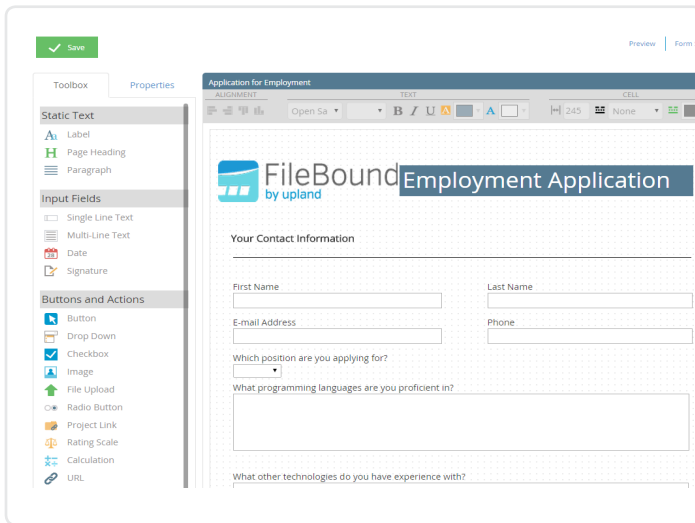 Save
Preview
Form
Toolbox
Properties
Application for Employment
ALIGNMENT
TEXT
CELL
Open Sa
B I U A A
245
None
Static Text
Aa Label
H Page Heading
Paragraph
Input Fields
Single Line Text
Multi-Line Text
28 Date
Signature
Buttons and Actions
Button
Drop Down
Checkbox
Image
File Upload
Radio Button
Project Link
Rating Scale
Calculation
URL
FileBound
by upland
Employment Application
Your Contact Information
First Name
Last Name
E-mail Address
Phone
Which position are you applying for?
What programming languages are you proficient in?
What other technologies do you have experience with?